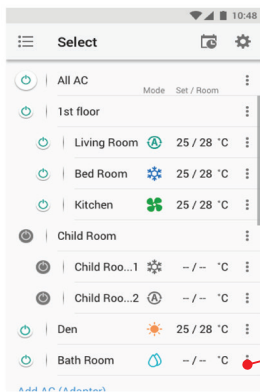 10:48
Select
All AC
Mode Set / Room
1st floor
Living Room A 25 / 28 °C
Bed Room 25 / 28 °C
Kitchen 25 / 28 °C
Child Room
Child Roo...1 -- / -- °C
Child Roo...2 A -- / -- °C
Den 25 / 28 °C
Bath Room -- / -- °C
Add AC (Adapter)